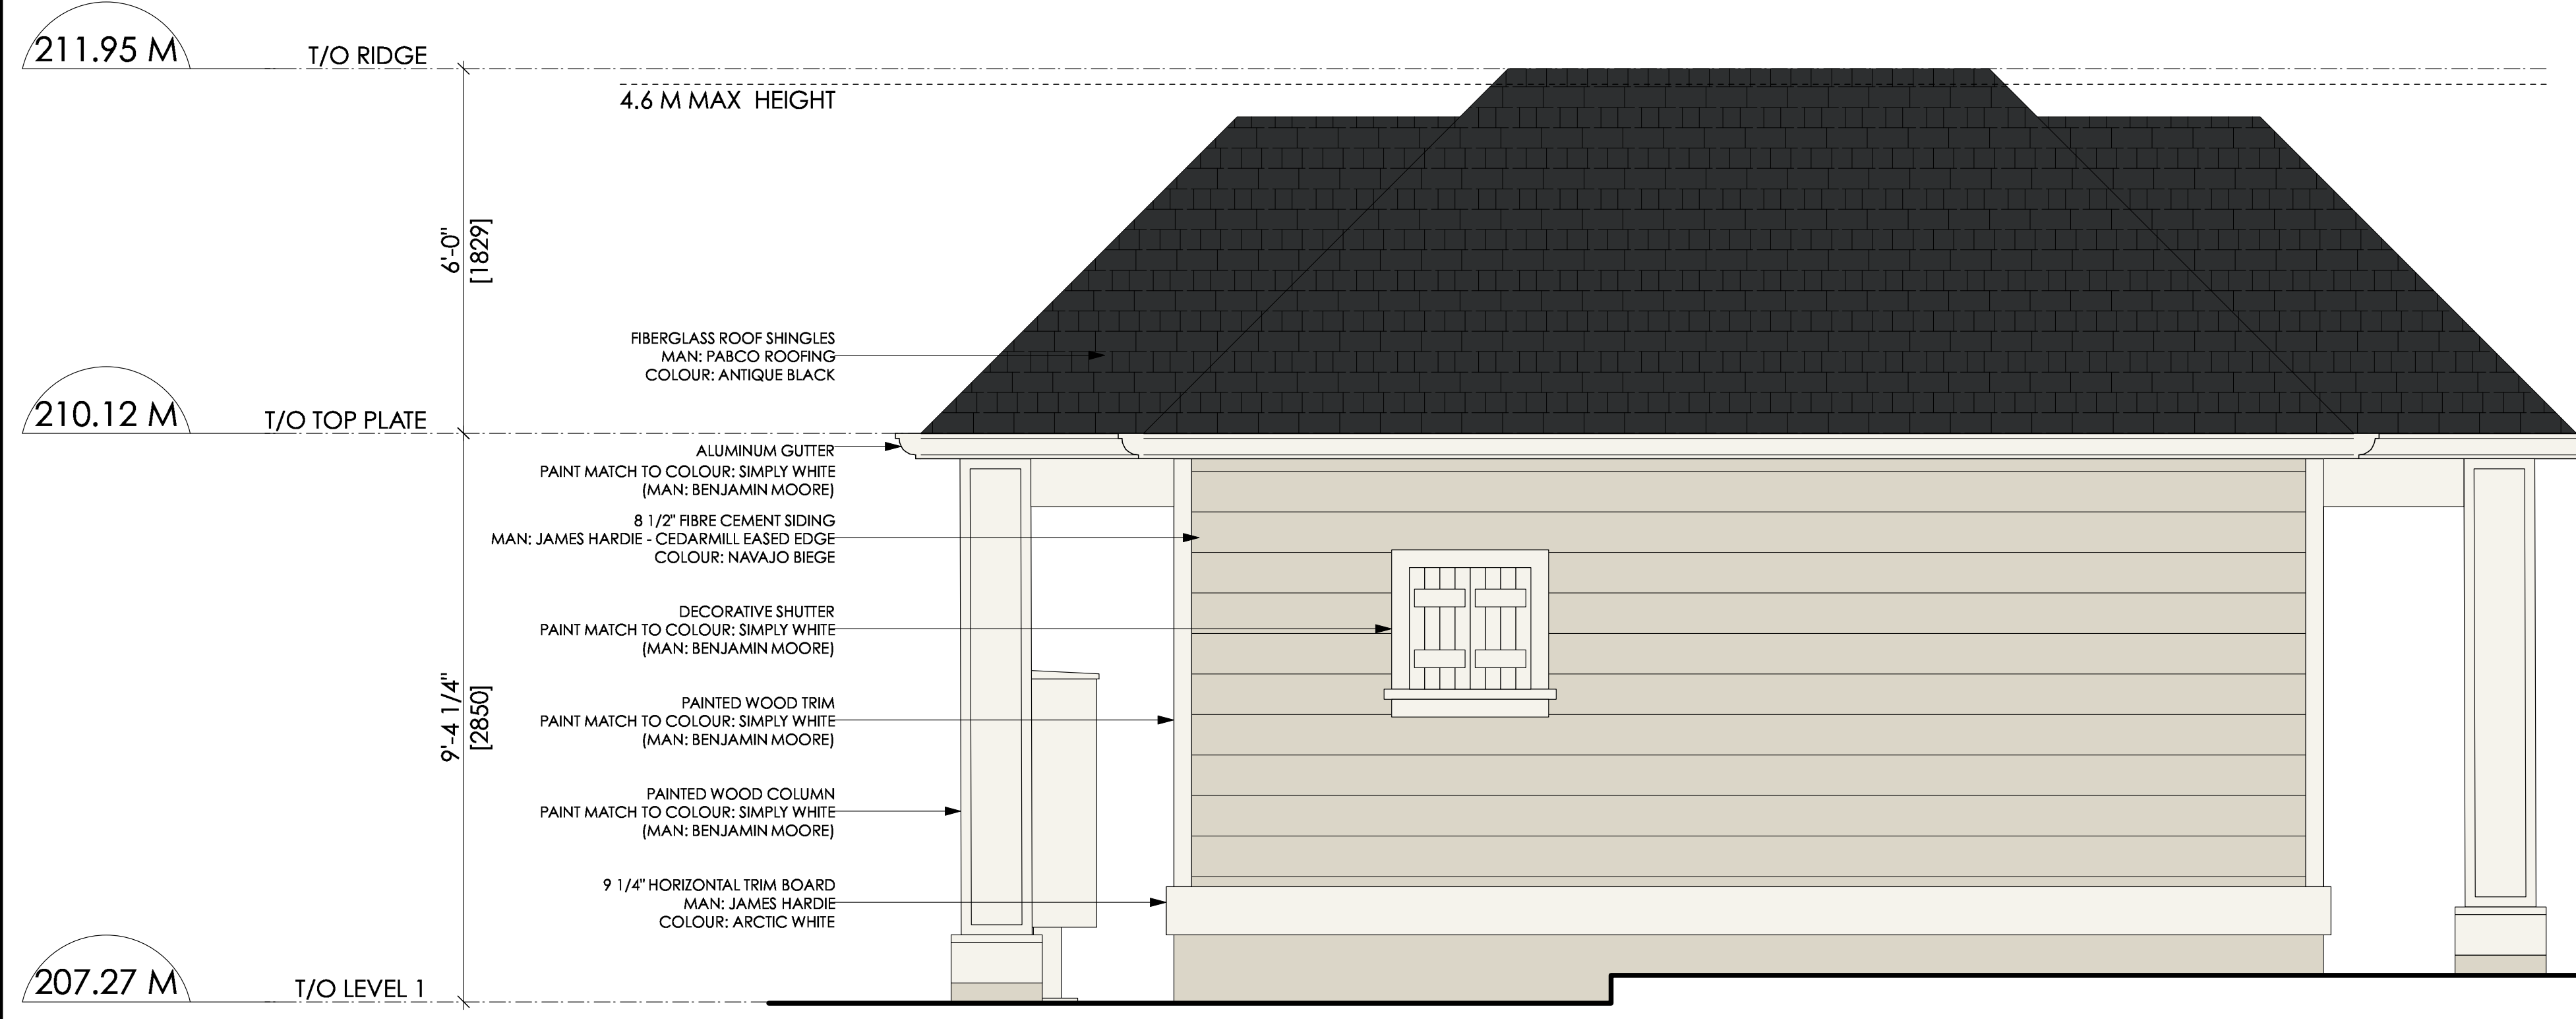 211.95 M
T/O RIDGE
4.6 M MAX HEIGHT
6'-0"
[1829]
FIBERGLASS ROOF SHINGLES
MAN: PABCO ROOFING
COLOUR: ANTIQUE BLACK
210.12 M
T/O TOP PLATE
ALUMINUM GUTTER
PAINT MATCH TO COLOUR: SIMPLY WHITE
(MAN: BENJAMIN MOORE)
8 1/2" FIBRE CEMENT SIDING
MAN: JAMES HARDIE - CEDARMILL EASED EDGE
COLOUR: NAVAJO BIEGE
DECORATIVE SHUTTER
PAINT MATCH TO COLOUR: SIMPLY WHITE
(MAN: BENJAMIN MOORE)
9'-4 1/4"
[2850]
PAINTED WOOD TRIM
PAINT MATCH TO COLOUR: SIMPLY WHITE
(MAN: BENJAMIN MOORE)
PAINTED WOOD COLUMN
PAINT MATCH TO COLOUR: SIMPLY WHITE
(MAN: BENJAMIN MOORE)
9 1/4" HORIZONTAL TRIM BOARD
MAN: JAMES HARDIE
COLOUR: ARCTIC WHITE
207.27 M
T/O LEVEL 1